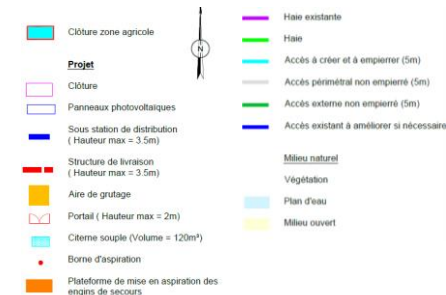 Clôture zone agricole
Projet
Clôture
Panneaux photovoltaïques
Sous station de distribution
( Hauteur max = 3.5m)
Structure de livraison
( Hauteur max = 3.5m)
Aire de grutage
Portail ( Hauteur max = 2m)
Citerne souple (Volume = 120m³)
Borne d'aspiration
Plateforme de mise en aspiration des
engins de secours
N
Haie existante
Haie
Accès à créer et à empierrer (5m)
Accès périmétral non empierré (5m)
Accès externe non empierré (5m)
Accès existant à améliorer si nécessaire
Milieu naturel
Végétation
Plan d'eau
Milieu ouvert